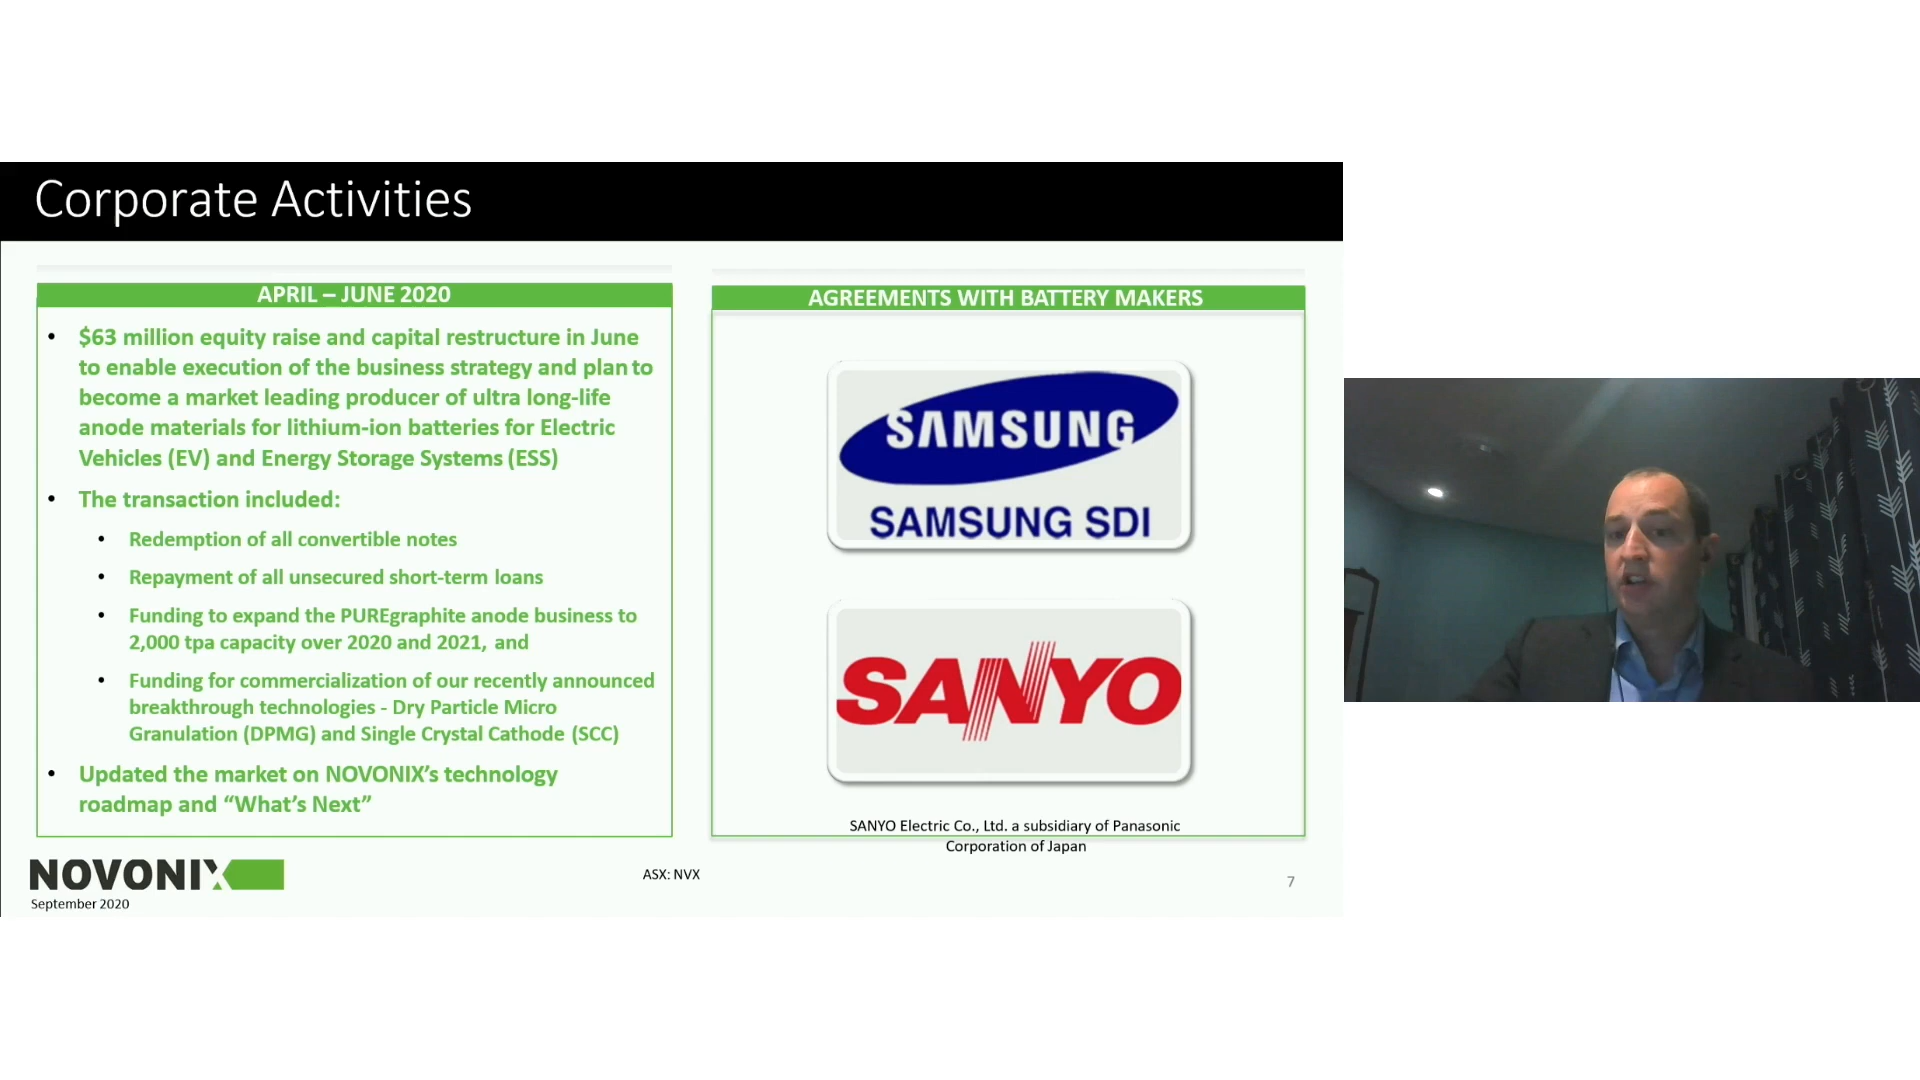 Corporate Activities
APRIL – JUNE 2020
• $63 million equity raise and capital restructure in June
to enable execution of the business strategy and plan to
become a market leading producer of ultra long-life
anode materials for lithium-ion batteries for Electric
Vehicles (EV) and Energy Storage Systems (ESS)
• The transaction included:
• Redemption of all convertible notes
• Repayment of all unsecured short-term loans
• Funding to expand the PUREgraphite anode business to
2,000 tpa capacity over 2020 and 2021, and
• Funding for commercialization of our recently announced
breakthrough technologies - Dry Particle Micro
Granulation (DPMG) and Single Crystal Cathode (SCC)
• Updated the market on NOVONIX’s technology
roadmap and “What’s Next”
AGREEMENTS WITH BATTERY MAKERS
SAMSUNG
SAMSUNG SDI
SANYO
SANYO Electric Co., Ltd. a subsidiary of Panasonic
Corporation of Japan
NOVONIX
September 2020
ASX: NVX
7